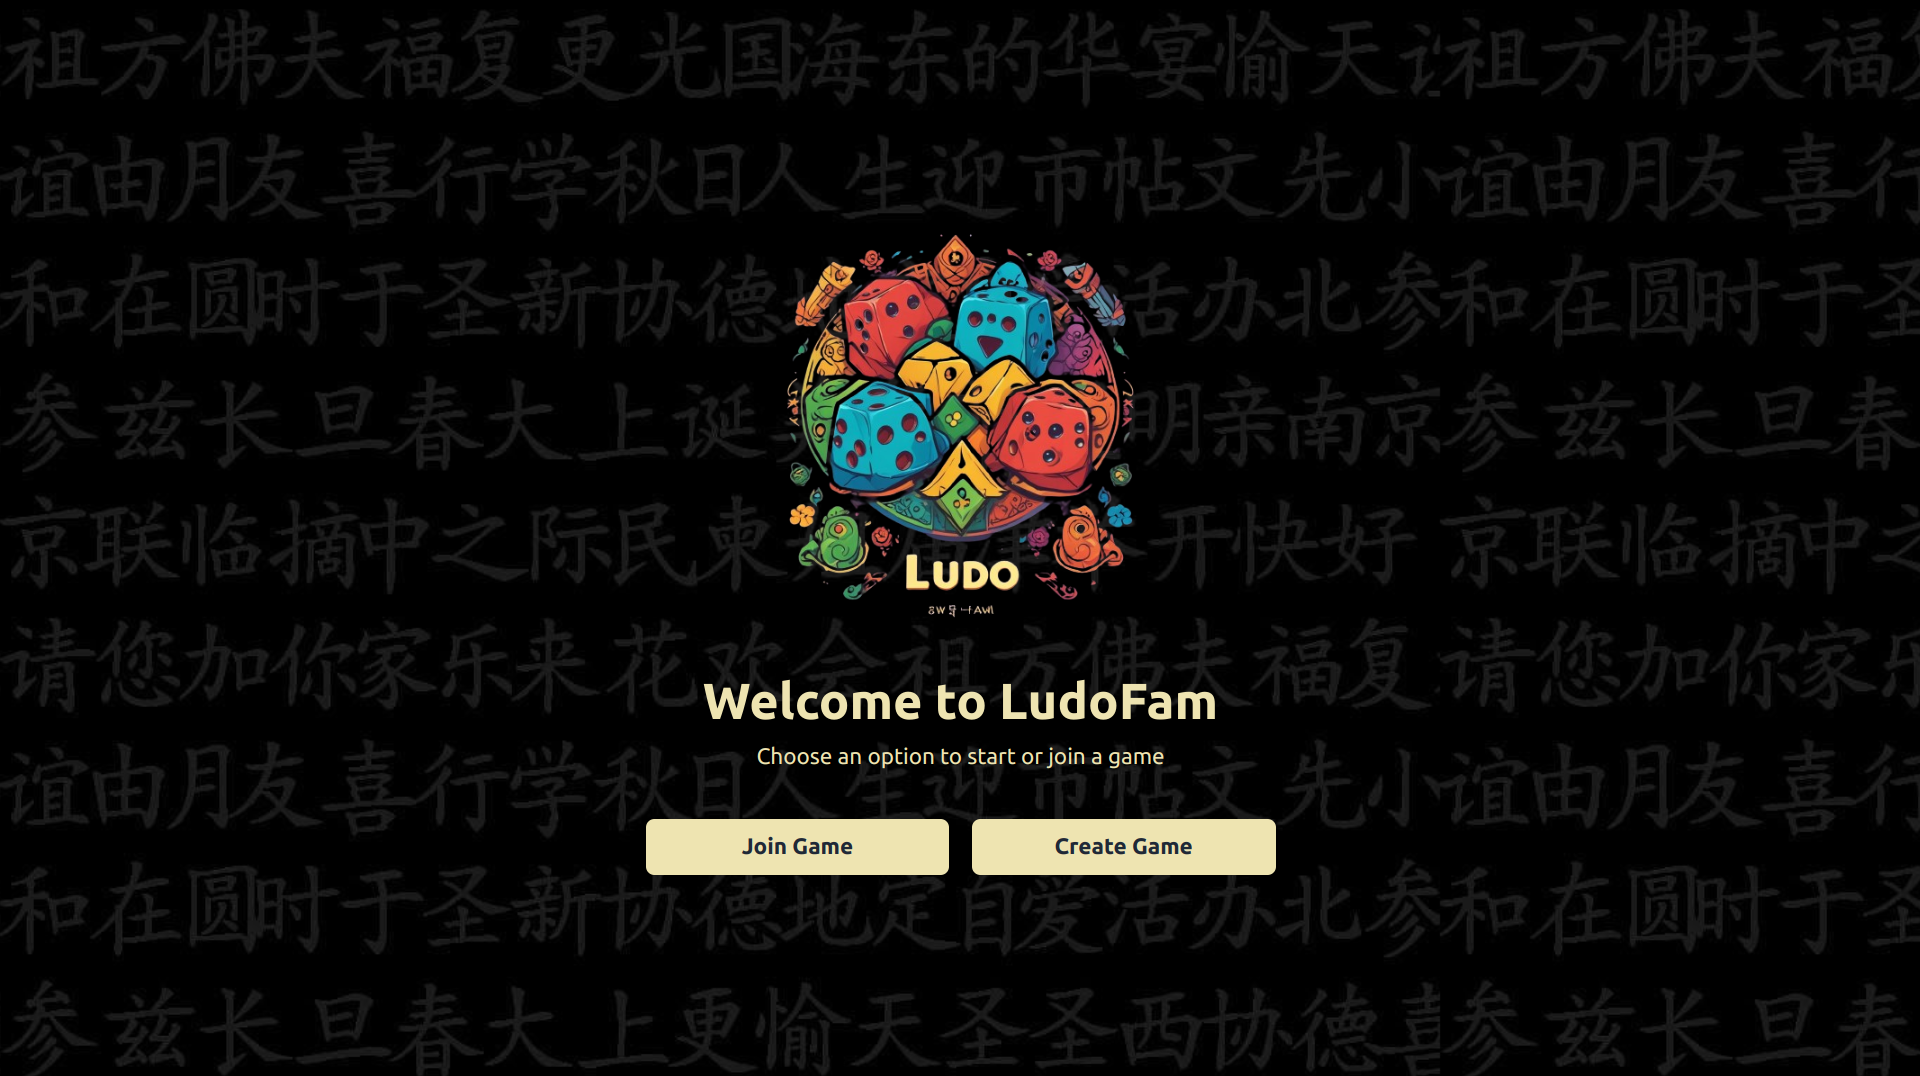 祖方佛夫福复更光国海东的华宴愉天 祖方佛夫福
谊由月友喜行学秋日人生迎市帖文先小谊由月友喜行
和在圆时于圣新协德 活办北参和在圆时于圣
参兹长旦春大上诞 明亲南京 参兹长旦春
京联临摘中之际民柬 开快好 京联临摘中之
LUDO
请您加你家乐来花欢会祖方佛夫福复 请您加你家乐
Welcome to LudoFam
Choose an option to start or join a game
谊由月友喜行学秋日人生迎市帖文先小谊由月友喜行
Join Game
Create Game
和在圆时于圣新协德地定自爱活办北参和在圆时于圣
参兹长旦春大上更愉天圣圣西协德喜参兹长旦春